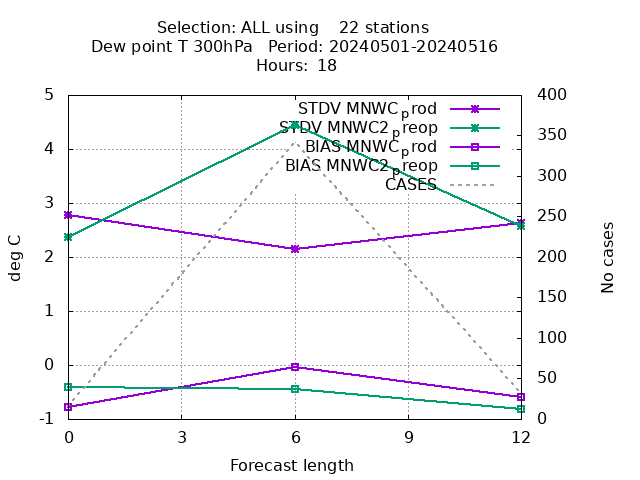 Selection: ALL using    22 stations
Dew point T 300hPa   Period: 20240501-20240516
Hours: 18
STDV MNWC_prod
STDV MNWC2_preop
BIAS MNWC_prod
BIAS MNWC2_preop
CASES
5
4
3
2
1
0
-1
deg C
400
350
300
250
200
150
100
50
0
No cases
0 3 6 9 12
Forecast length